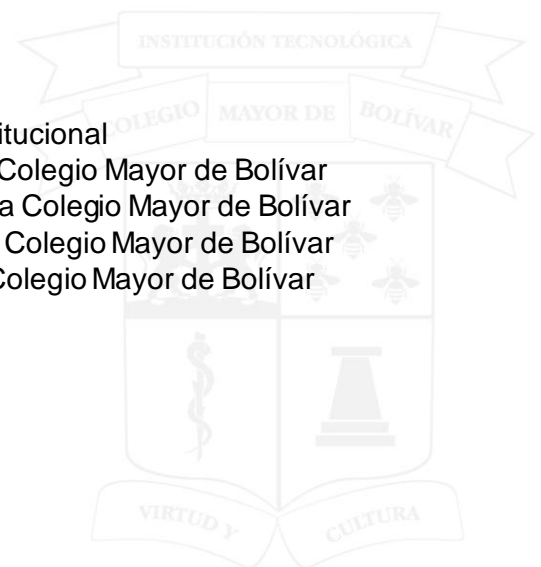 INSTITUCIÓN TECNOLÓGICA
COLEGIO MAYOR DE BOLÍVAR
itucional
Colegio Mayor de Bolívar
a Colegio Mayor de Bolívar
Colegio Mayor de Bolívar
Colegio Mayor de Bolívar
VIRTUD Y CULTURA